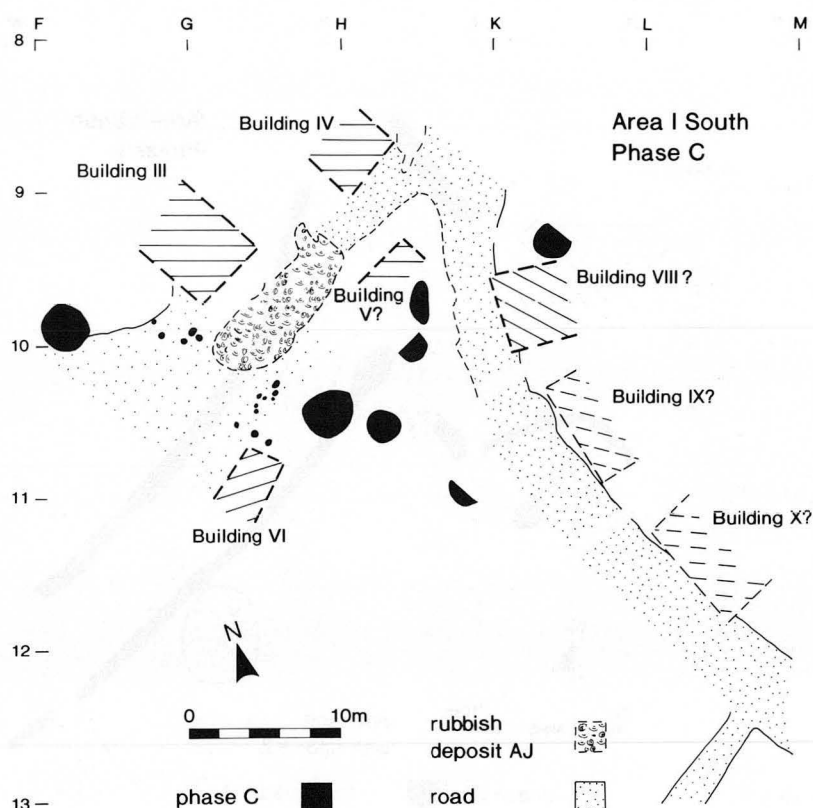 F G H K L M
8
Area I South
Phase C
Building IV
Building III
9
Building VIII?
Building
V?
10
Building IX?
11
Building X?
Building VI
N
12
0 10m
rubbish
deposit AJ
phase C
road
13